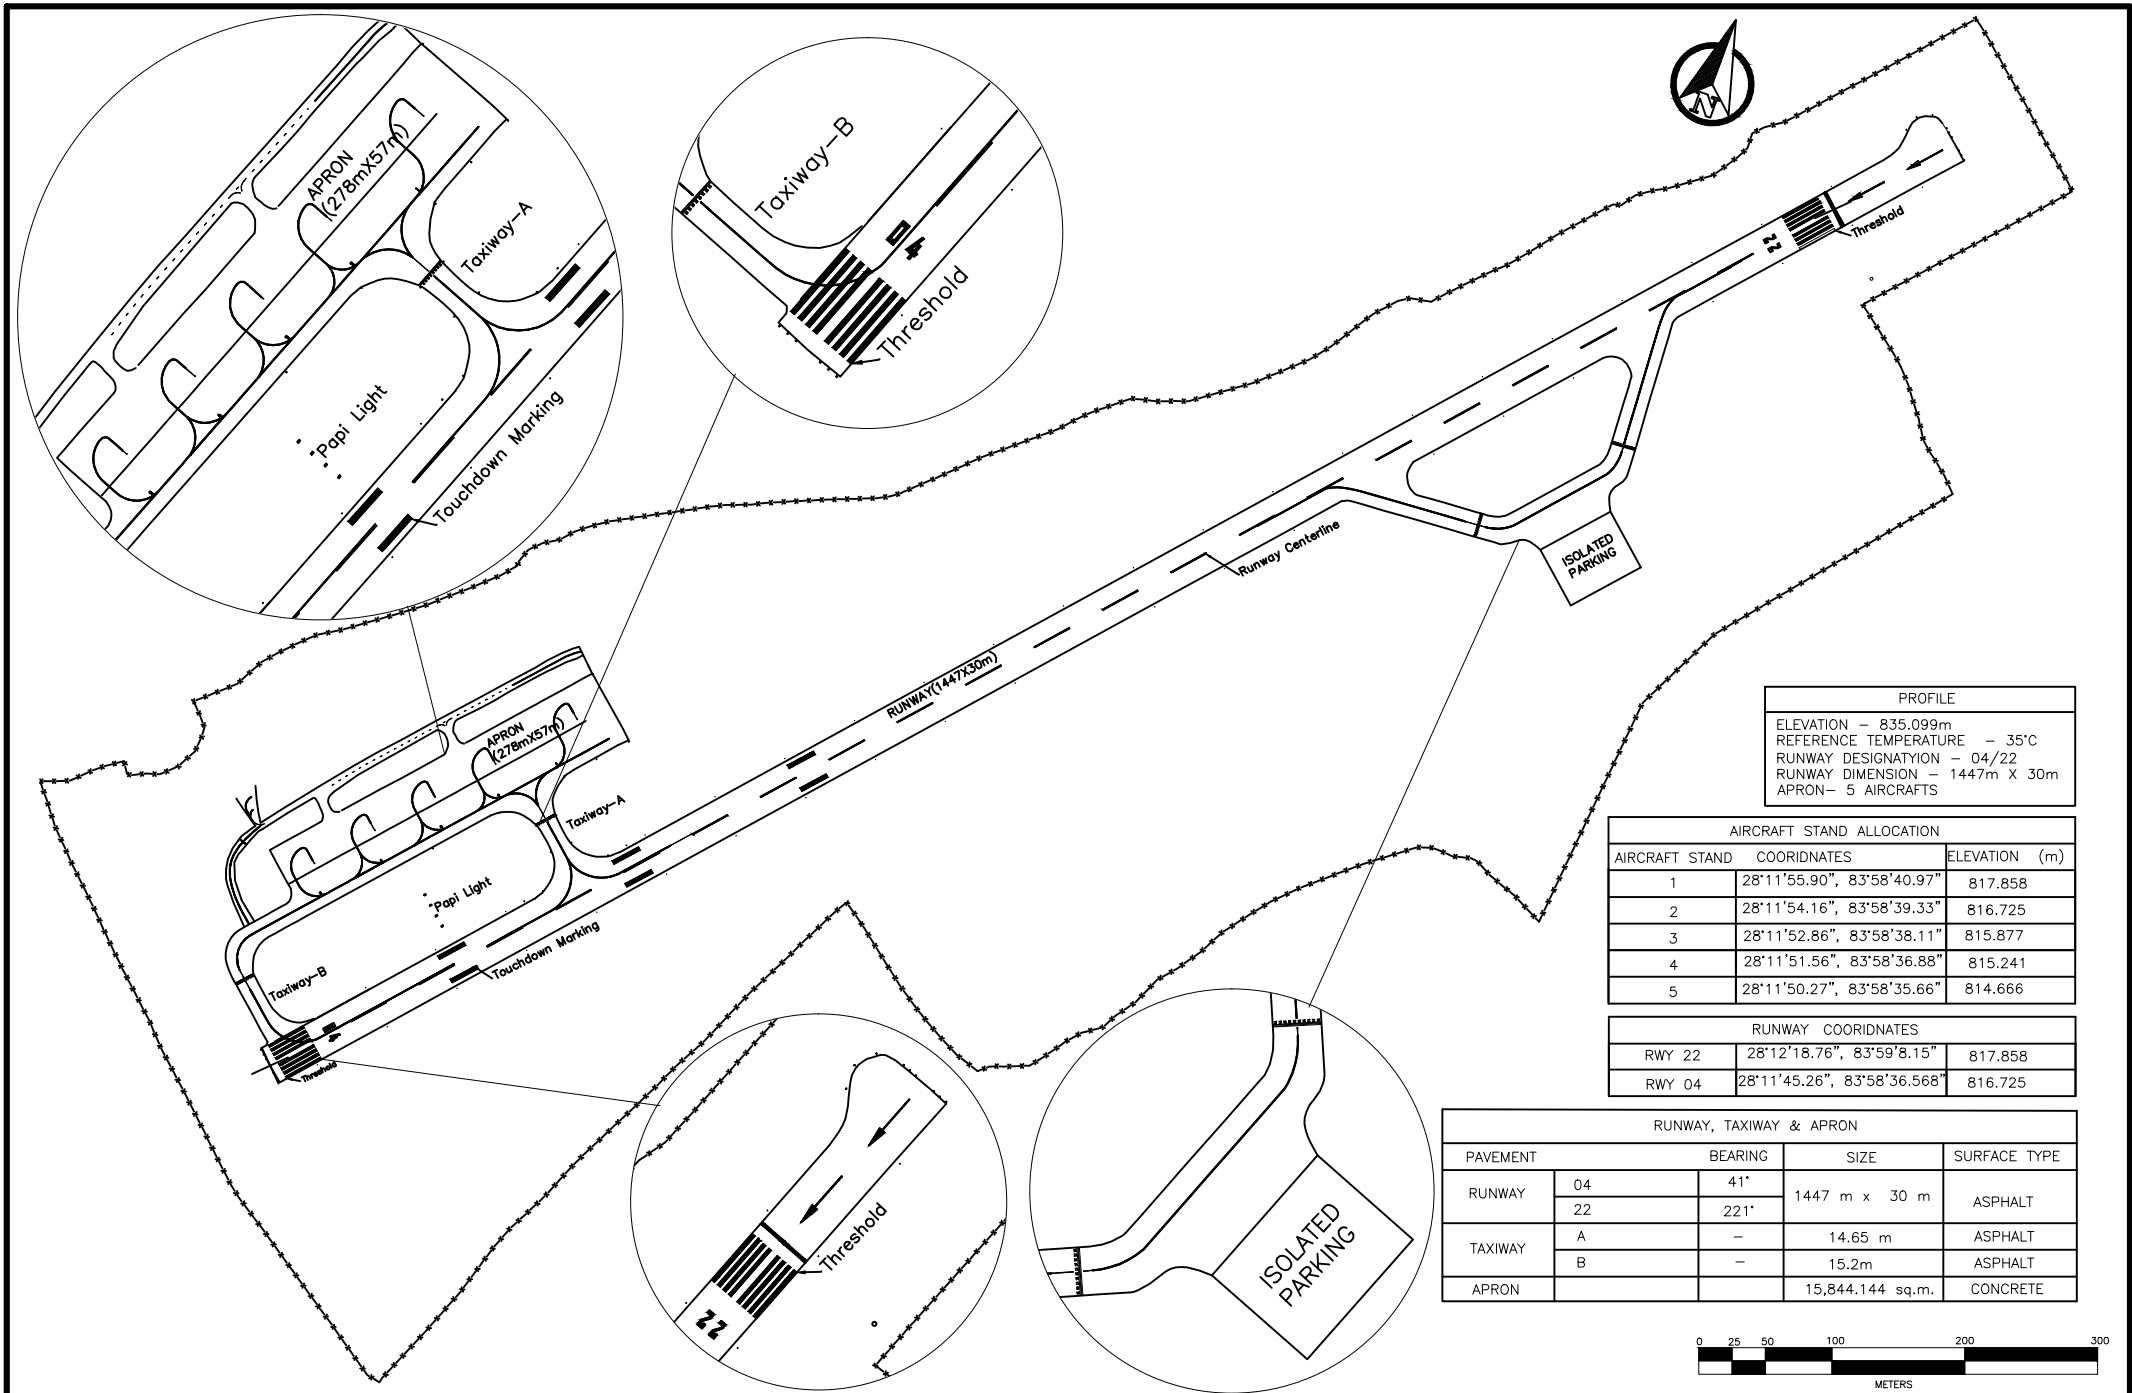 APRON
(278mX57m)
Taxiway-A
Papi Light
Touchdown Marking
Taxiway-B
04
Threshold
N
Threshold
22
Runway Centerline
ISOLATED
PARKING
RUNWAY(1447X30m)
APRON
(278mX57m)
Taxiway-A
Papi Light
Touchdown Marking
Taxiway-B
04
Threshold
Threshold
22
ISOLATED
PARKING
PROFILE
ELEVATION - 835.099m
REFERENCE TEMPERATURE - 35°C
RUNWAY DESIGNATYION - 04/22
RUNWAY DIMENSION - 1447m X 30m
APRON- 5 AIRCRAFTS
AIRCRAFT STAND ALLOCATION
AIRCRAFT STAND COORIDNATES ELEVATION (m)
1 28°11'55.90", 83°58'40.97" 817.858
2 28°11'54.16", 83°58'39.33" 816.725
3 28°11'52.86", 83°58'38.11" 815.877
4 28°11'51.56", 83°58'36.88" 815.241
5 28°11'50.27", 83°58'35.66" 814.666
RUNWAY COORIDNATES
RWY 22 28°12'18.76", 83°59'8.15" 817.858
RWY 04 28°11'45.26", 83°58'36.568" 816.725
RUNWAY, TAXIWAY & APRON
PAVEMENT BEARING SIZE SURFACE TYPE
RUNWAY 04 41° 1447 m x 30 m ASPHALT
22 221°
TAXIWAY A - 14.65 m ASPHALT
B - 15.2m ASPHALT
APRON 15,844.144 sq.m. CONCRETE
0 25 50 100 200 300
METERS